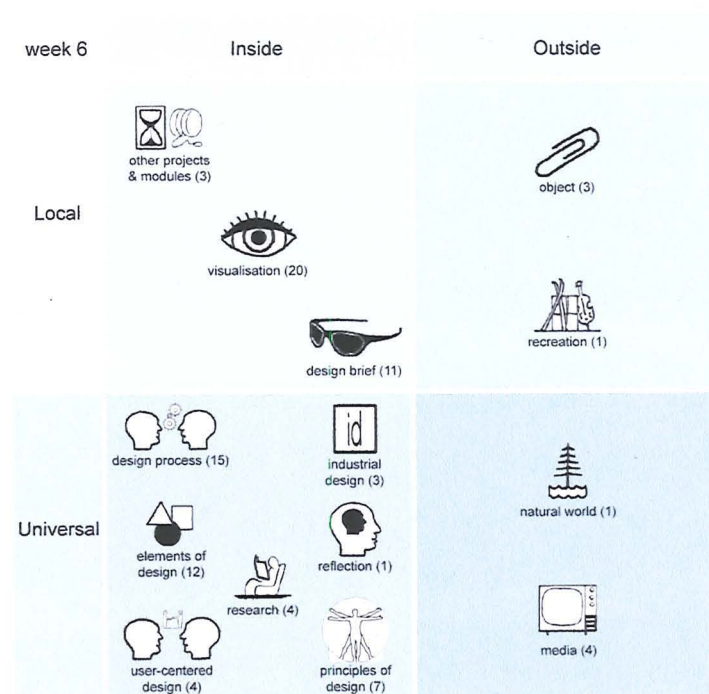 week 6
Inside
Outside
Local
other projects
& modules (3)
visualisation (20)
design brief (11)
object (3)
recreation (1)
Universal
design process (15)
id
industrial
design (3)
elements of
design (12)
reflection (1)
research (4)
user-centered
design (4)
principles of
design (7)
natural world (1)
media (4)